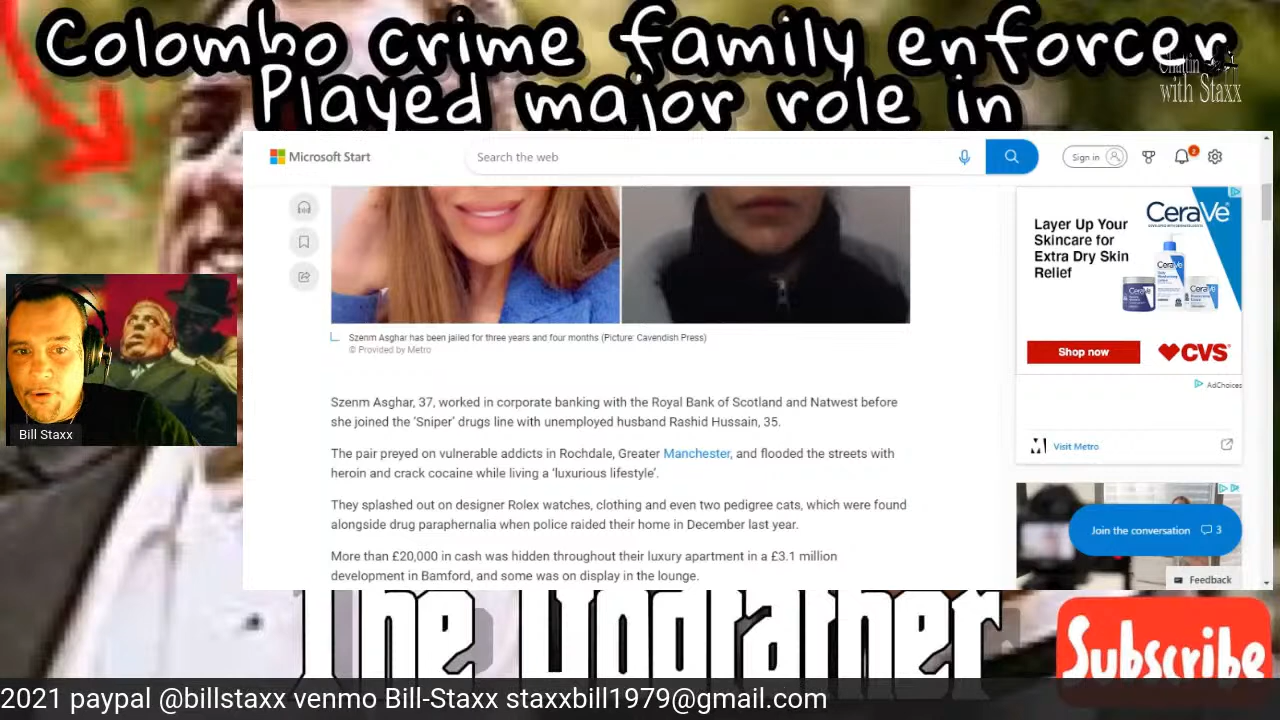 Colombo crime family enforcer
Played major role in
Chattin
with Staxx
Microsoft Start
Search the web
Sign in
2
Layer Up Your
Skincare for
Extra Dry Skin
Relief
CeraVe
Shop now
CVS
AdChoices
Visit Metro
Szenm Asghar has been jailed for three years and four months (Picture: Cavendish Press)
© Provided by Metro
Szenm Asghar, 37, worked in corporate banking with the Royal Bank of Scotland and Natwest before
she joined the ‘Sniper’ drugs line with unemployed husband Rashid Hussain, 35.
The pair preyed on vulnerable addicts in Rochdale, Greater Manchester, and flooded the streets with
heroin and crack cocaine while living a ‘luxurious lifestyle’.
They splashed out on designer Rolex watches, clothing and even two pedigree cats, which were found
alongside drug paraphernalia when police raided their home in December last year.
More than £20,000 in cash was hidden throughout their luxury apartment in a £3.1 million
development in Bamford, and some was on display in the lounge.
Join the conversation 3
Feedback
Bill Staxx
The Godfather
Subscribe
2021 paypal @billstaxx venmo Bill-Staxx staxxbill1979@gmail.com